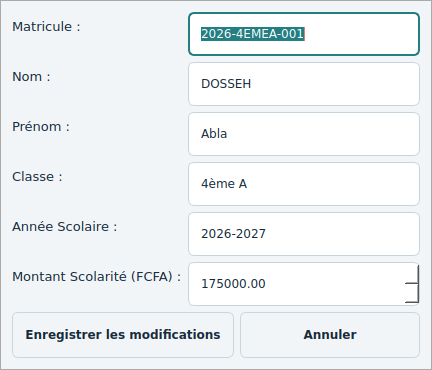 Matricule :
2026-4EMEA-001
Nom :
DOSSEH
Prénom :
Abla
Classe :
4ème A
Année Scolaire :
2026-2027
Montant Scolarité (FCFA) :
175000.00
Enregistrer les modifications
Annuler